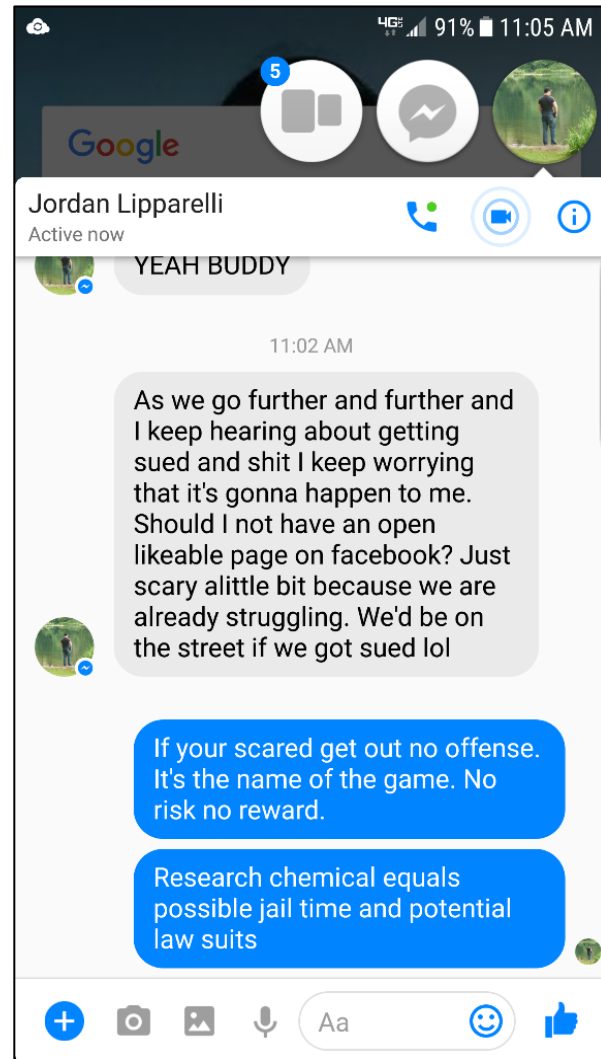 4G 91% 11:05 AM
5
Google
Jordan Lipparelli
Active now
YEAH BUDDY
11:02 AM
As we go further and further and
I keep hearing about getting
sued and shit I keep worrying
that it's gonna happen to me.
Should I not have an open
likeable page on facebook? Just
scary alittle bit because we are
already struggling. We'd be on
the street if we got sued lol
If your scared get out no offense.
It's the name of the game. No
risk no reward.
Research chemical equals
possible jail time and potential
law suits
Aa